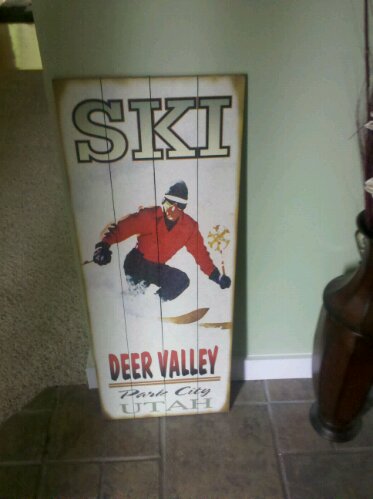 SKI
DEER VALLEY
Park City
UTAH